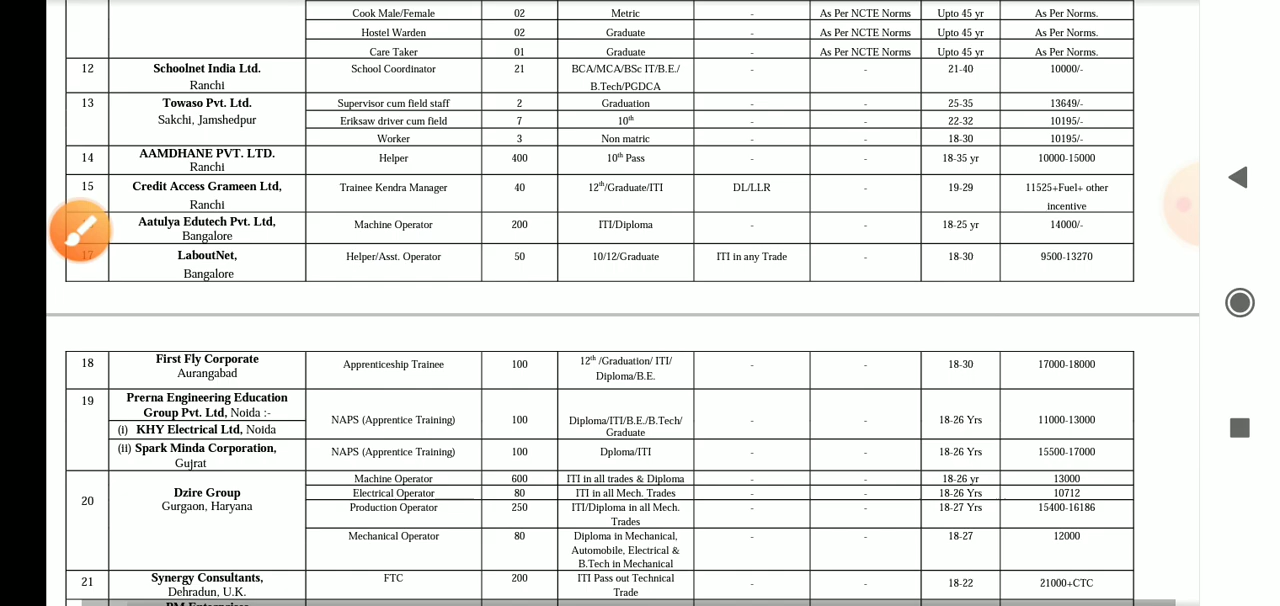 Cook Male/Female 02 Metric - As Per NCTE Norms Upto 45 yr As Per Norms.
Hostel Warden 02 Graduate - As Per NCTE Norms Upto 45 yr As Per Norms.
Care Taker 01 Graduate - As Per NCTE Norms Upto 45 yr As Per Norms.
12 Schoolnet India Ltd. School Coordinator 21 BCA/MCA/BSc IT/B.E./ - - 21-40 10000/-
Ranchi B.Tech/PGDCA
13 Towaso Pvt. Ltd. Supervisor cum field staff 2 Graduation - - 25-35 13649/-
Sakchi, Jamshedpur Eriksaw driver cum field 7 10th - - 22-32 10195/-
Worker 3 Non matric - - 18-30 10195/-
14 AAMDHANE PVT. LTD. Helper 400 10th Pass - - 18-35 yr 10000-15000
Ranchi
15 Credit Access Grameen Ltd, Trainee Kendra Manager 40 12th/Graduate/ITI DL/LLR - 19-29 11525+Fuel+ other
Ranchi incentive
Aatulya Edutech Pvt. Ltd, Machine Operator 200 ITI/Diploma - - 18-25 yr 14000/-
Bangalore
17 LaboutNet, Helper/Asst. Operator 50 10/12/Graduate ITI in any Trade - 18-30 9500-13270
Bangalore
18 First Fly Corporate Apprenticeship Trainee 100 12th /Graduation/ ITI/ - - 18-30 17000-18000
Aurangabad Diploma/B.E.
19 Prerna Engineering Education
Group Pvt. Ltd, Noida :-
(i) KHY Electrical Ltd, Noida NAPS (Apprentice Training) 100 Diploma/ITI/B.E./B.Tech/ - - 18-26 Yrs 11000-13000
Graduate
(ii) Spark Minda Corporation, NAPS (Apprentice Training) 100 Dploma/ITI - - 18-26 Yrs 15500-17000
Gujrat
20 Dzire Group Machine Operator 600 ITI in all trades & Diploma - - 18-26 yr 13000
Gurgaon, Haryana Electrical Operator 80 ITI in all Mech. Trades - - 18-26 Yrs 10712
Production Operator 250 ITI/Diploma in all Mech. - - 18-27 Yrs 15400-16186
Trades
Mechanical Operator 80 Diploma in Mechanical, - - 18-27 12000
Automobile, Electrical &
B.Tech in Mechanical
21 Synergy Consultants, FTC 200 ITI Pass out Technical - - 18-22 21000+CTC
Dehradun, U.K. Trade